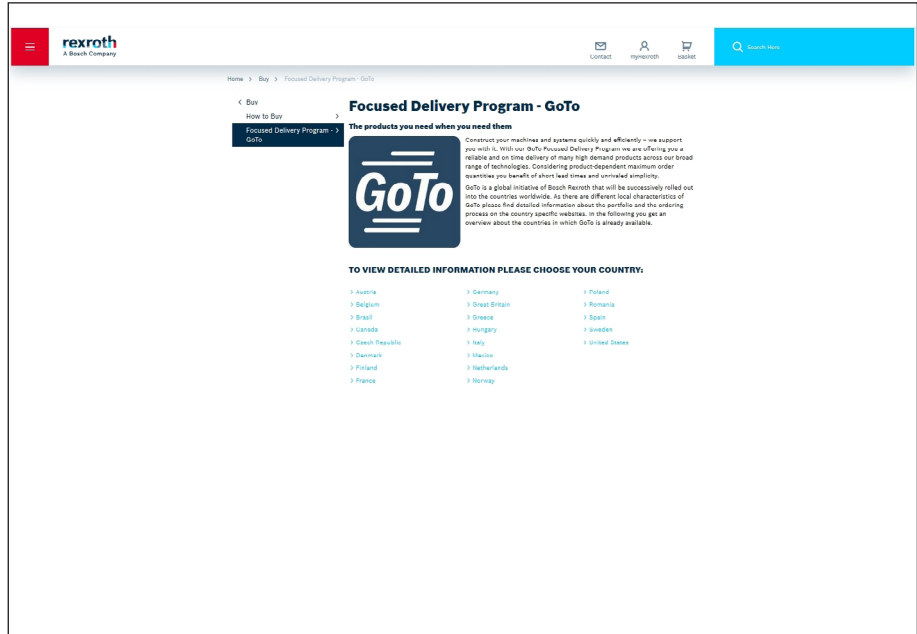 rexroth
A Bosch Company
Contact
myRexroth
Basket
Search Here
Home > Buy > Focused Delivery Program - GoTo
< Buy
How to Buy >
Focused Delivery Program - >
GoTo
Focused Delivery Program - GoTo
The products you need when you need them
GoTo
Construct your machines and systems quickly and efficiently – we support
you with it. With our GoTo Focused Delivery Program we are offering you a
reliable and on time delivery of many high demand products across our broad
range of technologies. Considering product-dependent maximum order
quantities you benefit of short lead times and unrivaled simplicity.
GoTo is a global initiative of Bosch Rexroth that will be successively rolled out
into the countries worldwide. As there are different local characteristics of
GoTo please find detailed information about the portfolio and the ordering
process on the country specific websites. In the following you get an
overview about the countries in which GoTo is already available.
TO VIEW DETAILED INFORMATION PLEASE CHOOSE YOUR COUNTRY:
> Austria
> Belgium
> Brasil
> Canada
> Czech Republic
> Danmark
> Finland
> France
> Germany
> Great Britain
> Greece
> Hungary
> Italy
> Mexico
> Netherlands
> Norway
> Poland
> Romania
> Spain
> Sweden
> United States